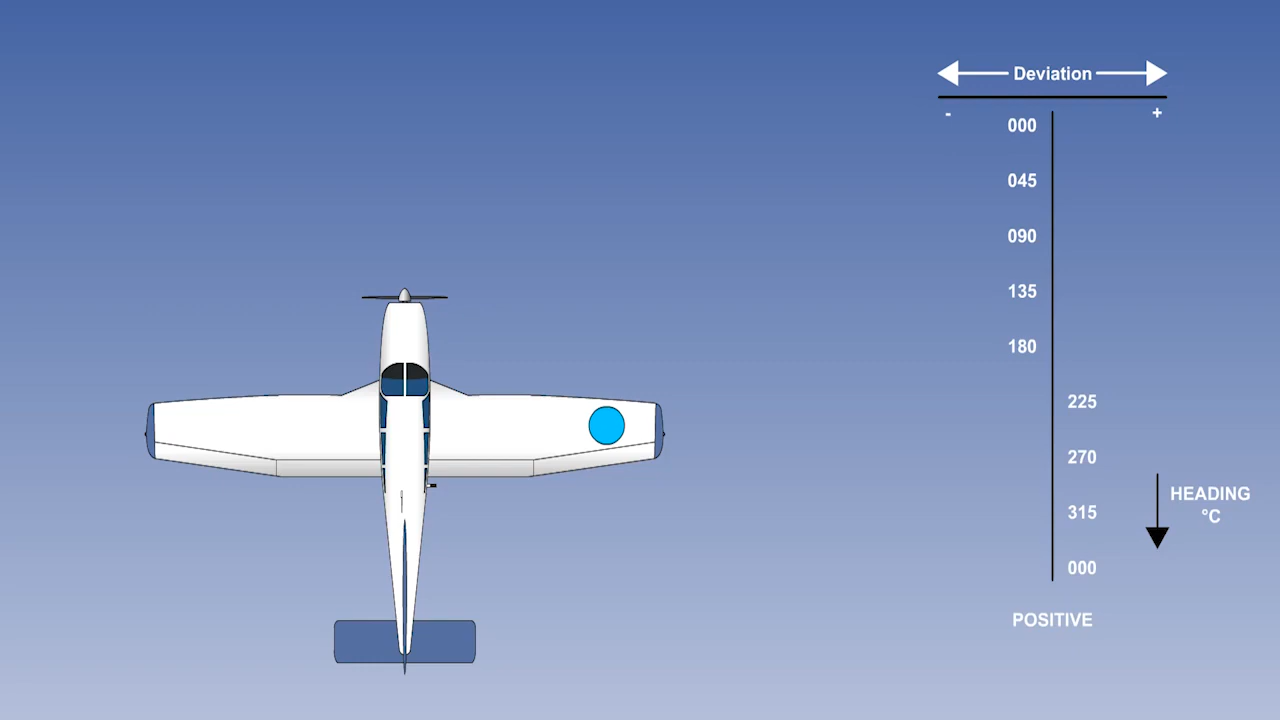 Deviation
- +
000
045
090
135
180
225
270
315
000
HEADING
°C
POSITIVE